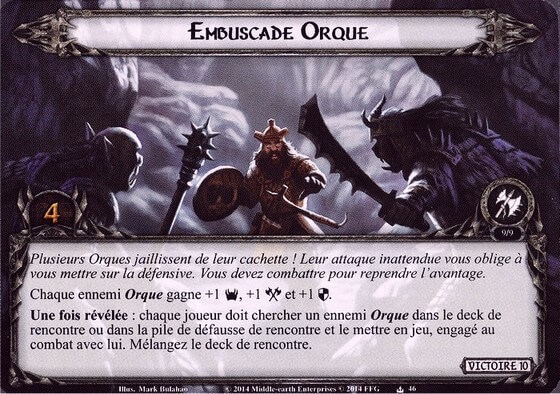 Embuscade Orque
4
9/9
Plusieurs Orques jaillissent de leur cachette ! Leur attaque inattendue vous oblige à
vous mettre sur la défensive. Vous devez combattre pour reprendre l'avantage.
Chaque ennemi Orque gagne +1 , +1 et +1 .
Une fois révélée : chaque joueur doit chercher un ennemi Orque dans le deck de
rencontre ou dans la pile de défausse de rencontre et le mettre en jeu, engagé au
combat avec lui. Mélangez le deck de rencontre.
VICTOIRE 10
Illus. Mark Bulahao © 2014 Middle-earth Enterprises © 2014 FFG 46